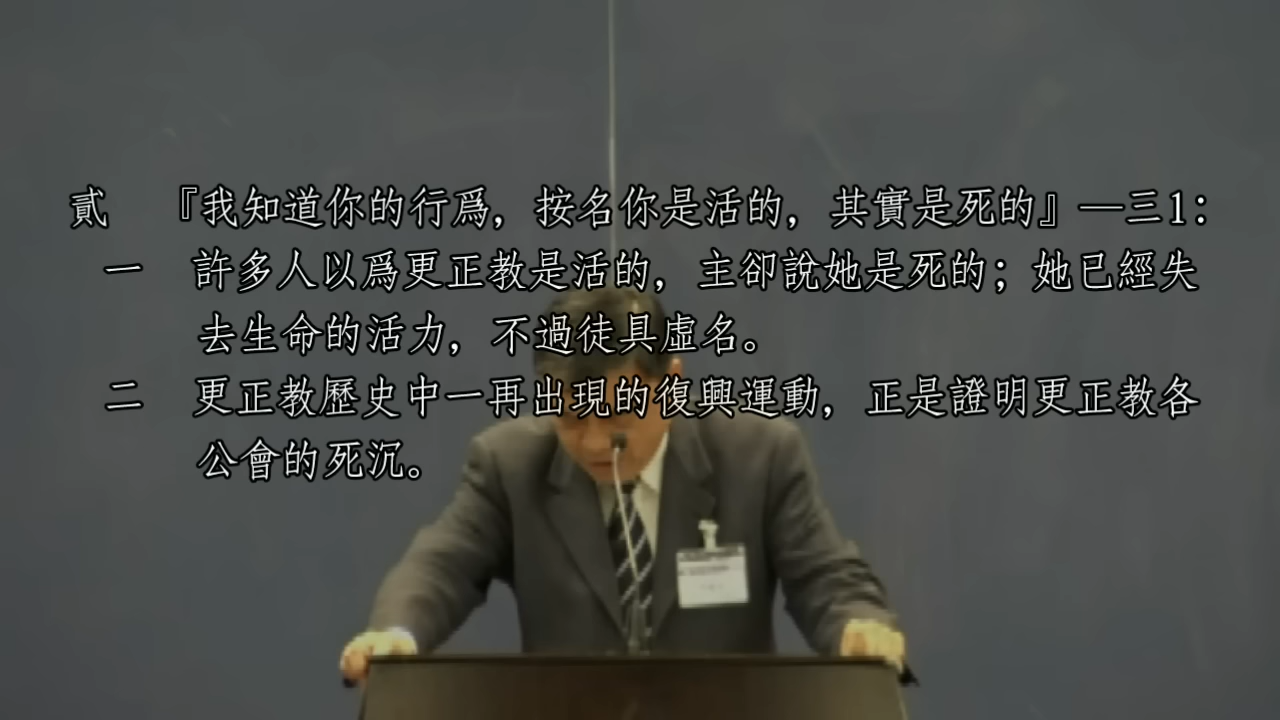 貳 『我知道你的行爲，按名你是活的，其實是死的』—三1：
一 許多人以爲更正教是活的，主卻說她是死的；她已經失
去生命的活力，不過徒具虛名。
二 更正教歷史中一再出現的復興運動，正是證明更正教各
公會的死沉。